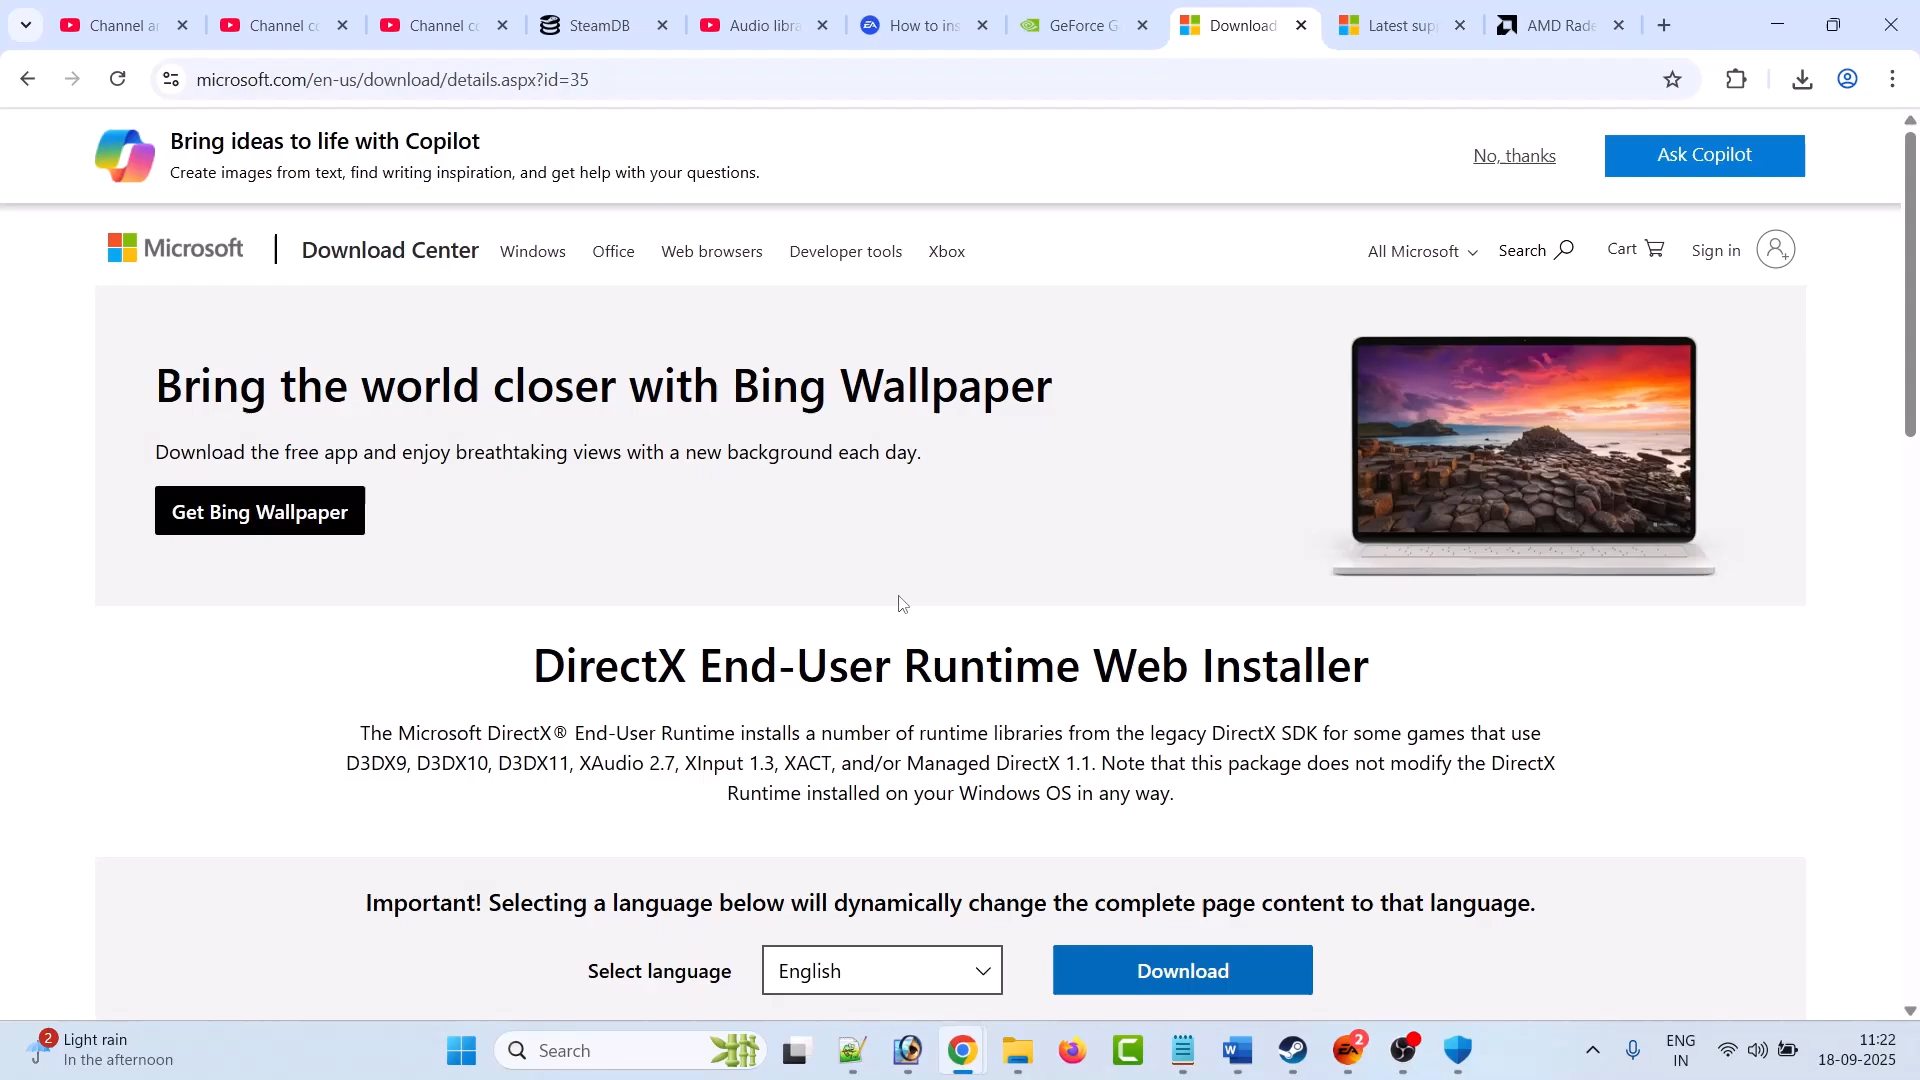 Channel an
Channel co
Channel co
SteamDB
Audio libra
How to ins
GeForce G
Download
Latest supp
AMD Rade
microsoft.com/en-us/download/details.aspx?id=35
Bring ideas to life with Copilot
Create images from text, find writing inspiration, and get help with your questions.
No, thanks
Ask Copilot
Microsoft
Download Center
Windows
Office
Web browsers
Developer tools
Xbox
All Microsoft
Search
Cart
Sign in
Bring the world closer with Bing Wallpaper
Download the free app and enjoy breathtaking views with a new background each day.
Get Bing Wallpaper
DirectX End-User Runtime Web Installer
The Microsoft DirectX® End-User Runtime installs a number of runtime libraries from the legacy DirectX SDK for some games that use
D3DX9, D3DX10, D3DX11, XAudio 2.7, XInput 1.3, XACT, and/or Managed DirectX 1.1. Note that this package does not modify the DirectX
Runtime installed on your Windows OS in any way.
Important! Selecting a language below will dynamically change the complete page content to that language.
Select language
English
Download
2
Light rain
In the afternoon
Search
2
ENG
IN
11:22
18-09-2025